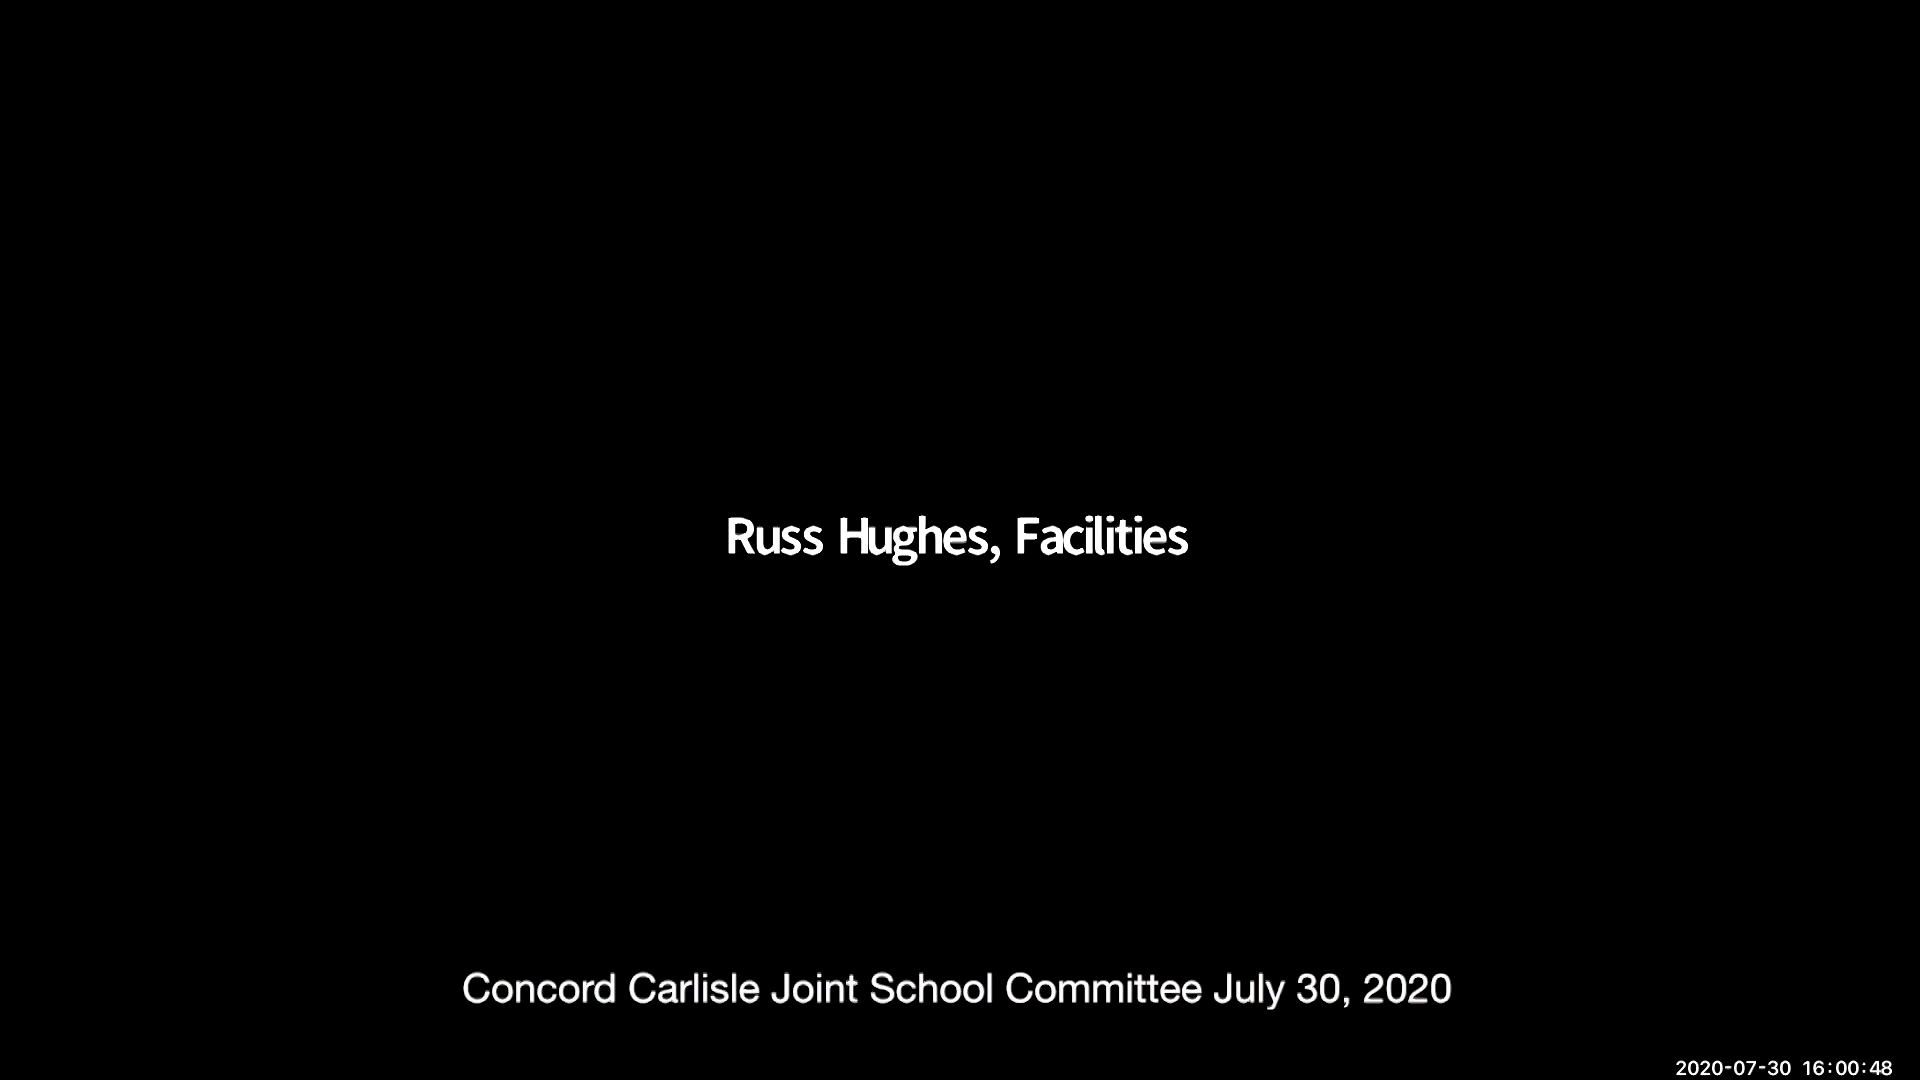 Russ Hughes, Facilities
Concord Carlisle Joint School Committee July 30, 2020
2020-07-30 16:00:48